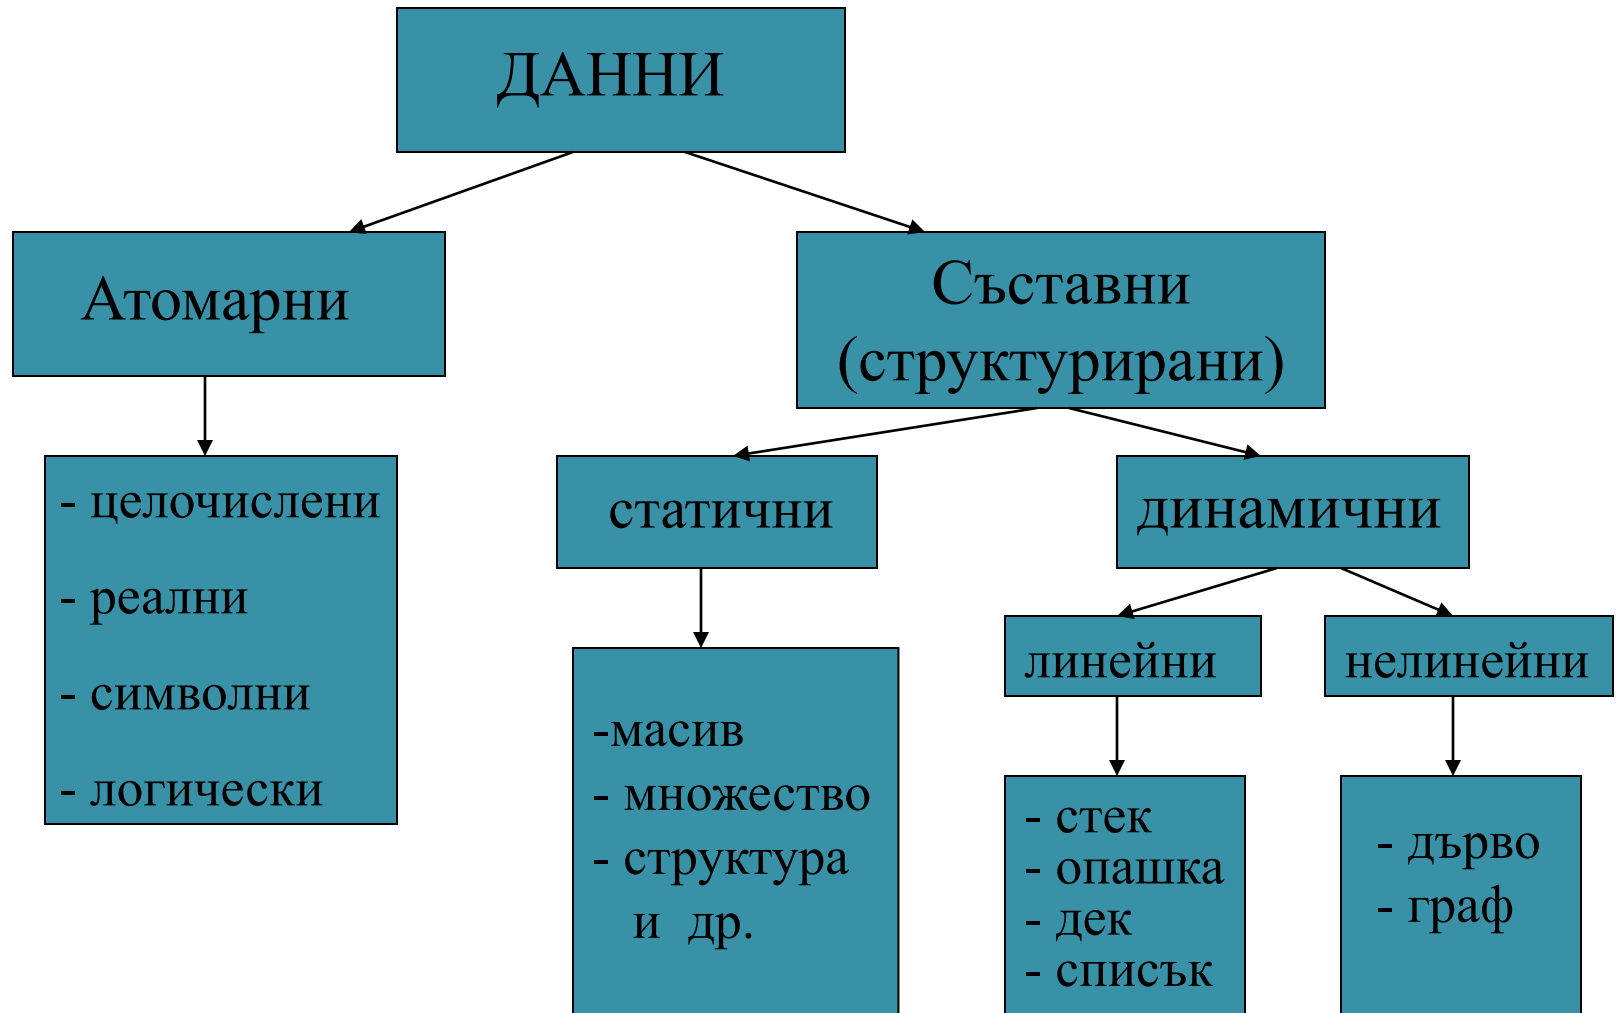 ДАННИ
Атомарни
Съставни
(структурирани)
- целочислени
- реални
- символни
- логически
статични
динамични
-масив
- множество
- структура
и др.
линейни
нелинейни
- стек
- опашка
- дек
- списък
- дърво
- граф